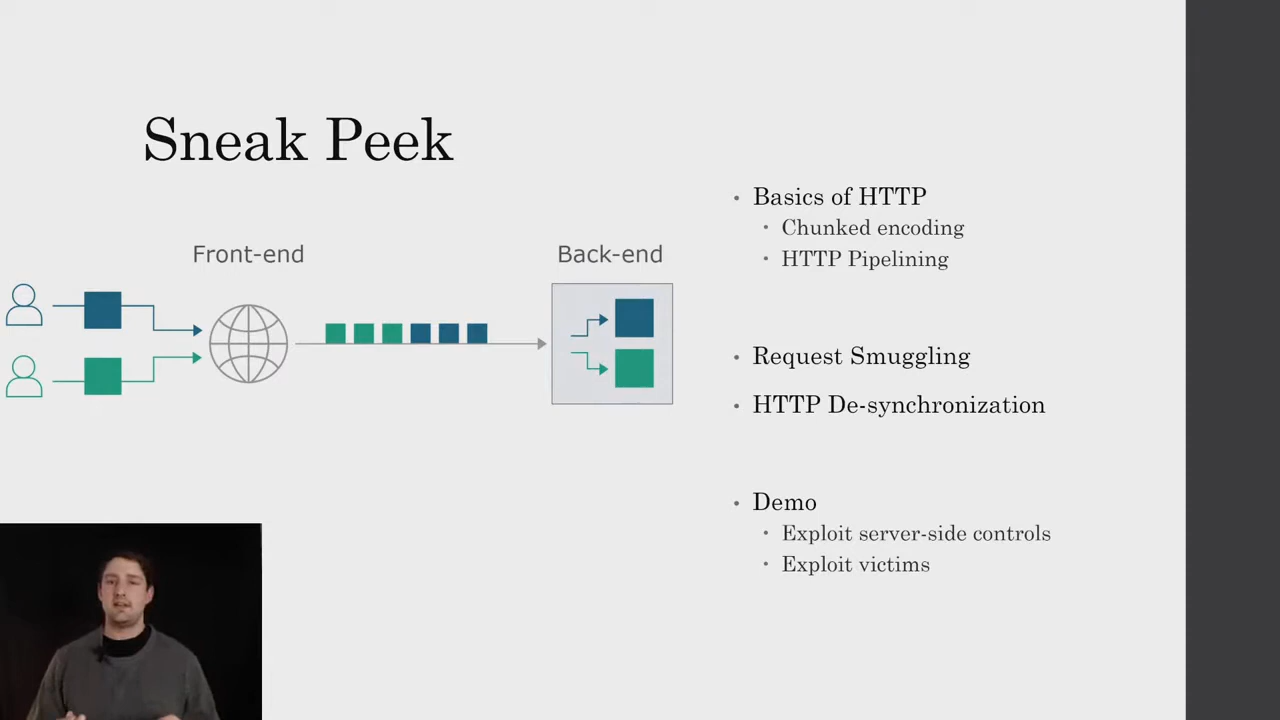 Sneak Peek
Front-end
Back-end
• Basics of HTTP
• Chunked encoding
• HTTP Pipelining
• Request Smuggling
• HTTP De-synchronization
• Demo
• Exploit server-side controls
• Exploit victims